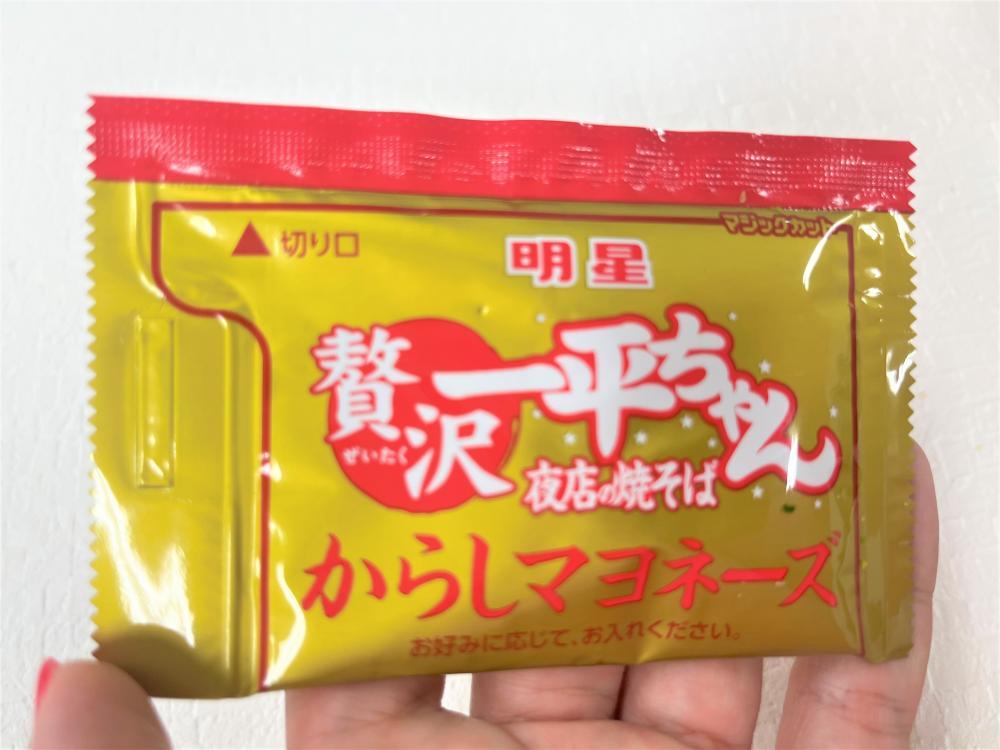 マジックカット
▲切り口
明星
贅沢
ぜいたく
一平ちゃん
夜店の焼そば
からしマヨネーズ
お好みに応じて、お入れください。